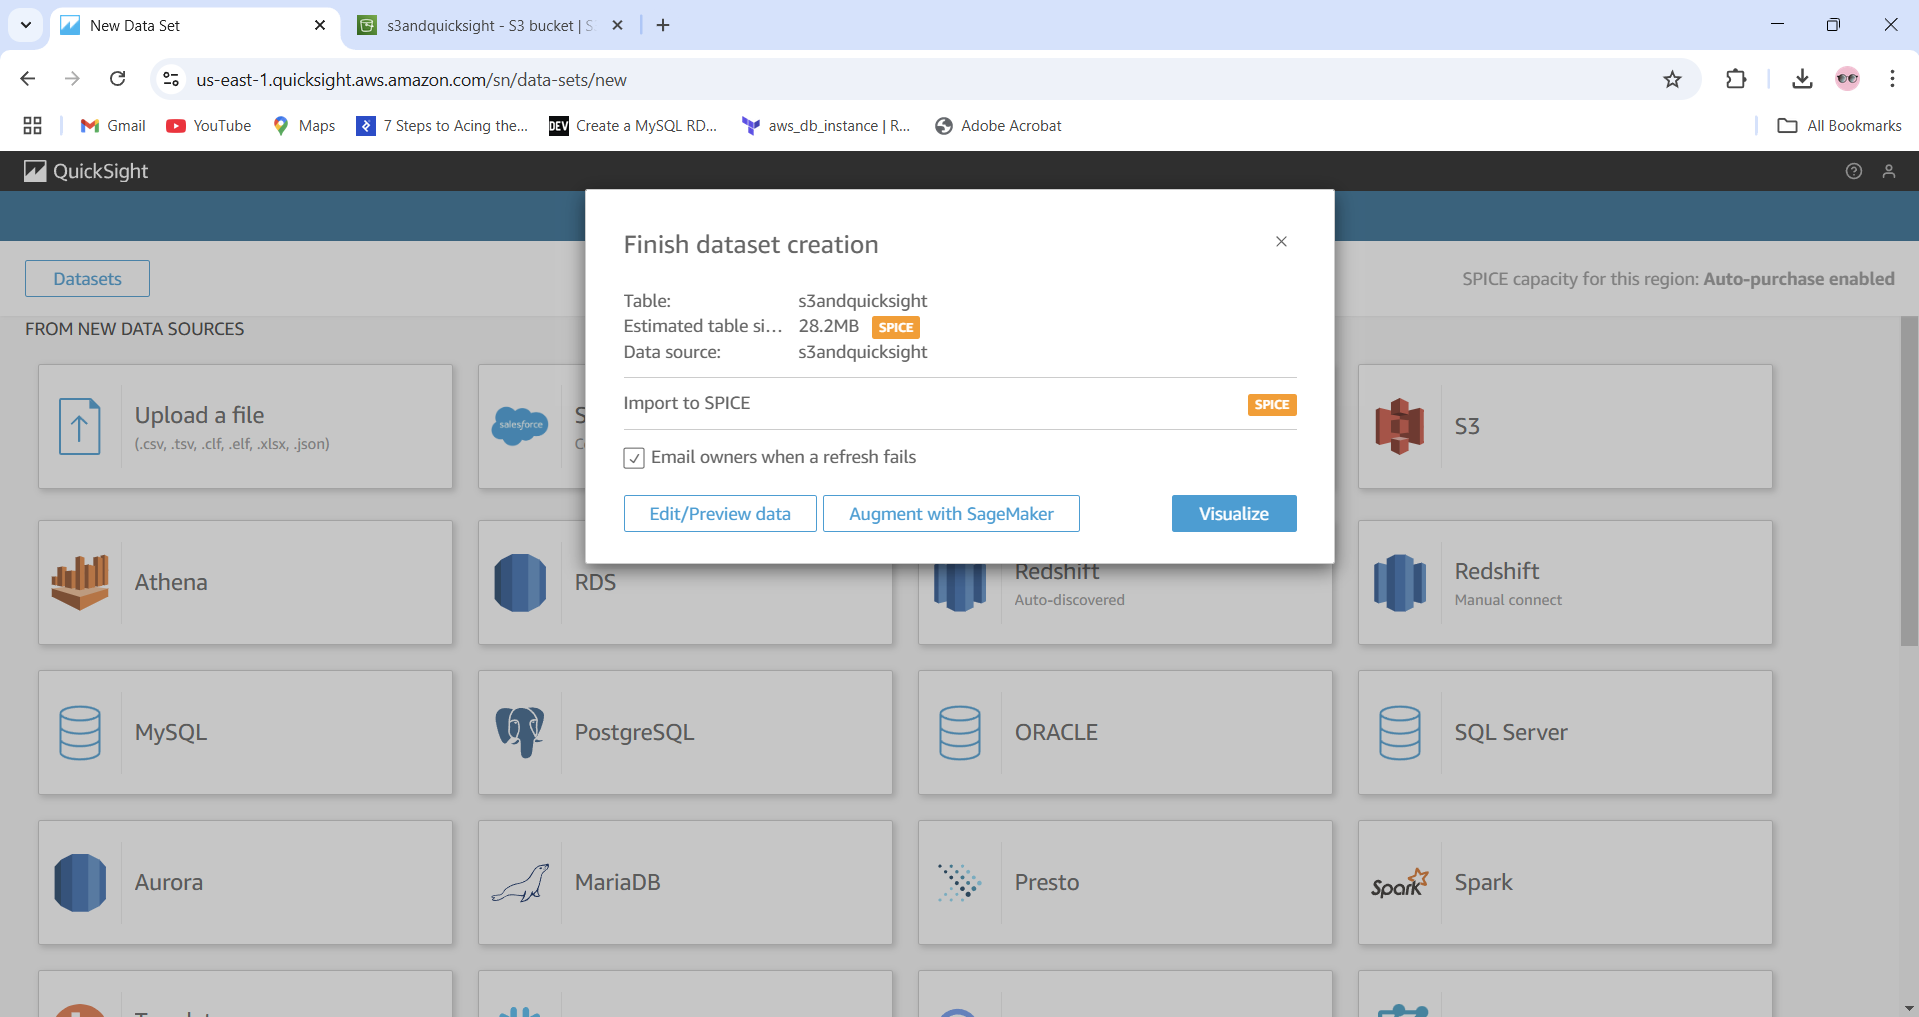 New Data Set
s3andquicksight - S3 bucket | S
us-east-1.quicksight.aws.amazon.com/sn/data-sets/new
Gmail
YouTube
Maps
7 Steps to Acing the...
DEV
Create a MySQL RD...
aws_db_instance | R...
Adobe Acrobat
All Bookmarks
QuickSight
Finish dataset creation
Table: s3andquicksight
Estimated table si... 28.2MB SPICE
Data source: s3andquicksight
Import to SPICE SPICE
Email owners when a refresh fails
Edit/Preview data
Augment with SageMaker
Visualize
Datasets
SPICE capacity for this region: Auto-purchase enabled
FROM NEW DATA SOURCES
Upload a file
(.csv, .tsv, .clf, .elf, .xlsx, .json)
salesforce
S3
Athena
RDS
Redshift
Auto-discovered
Redshift
Manual connect
MySQL
PostgreSQL
ORACLE
SQL Server
Aurora
MariaDB
Presto
Spark
Spark